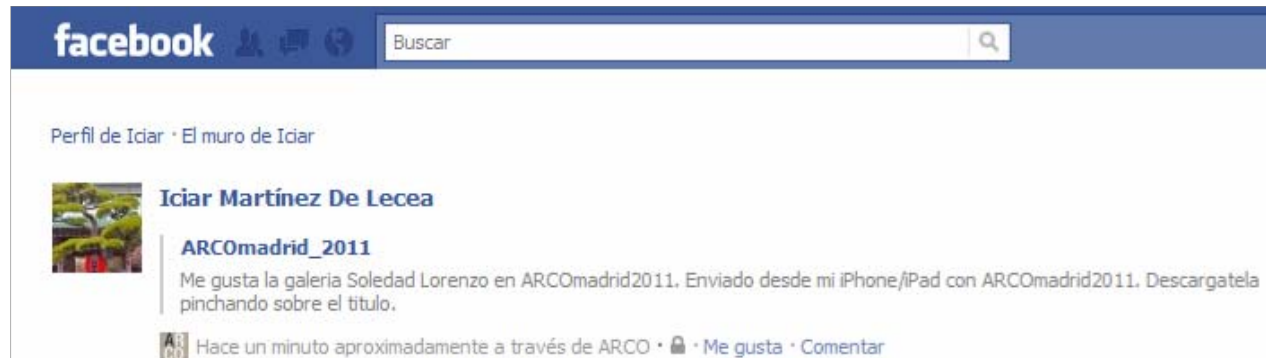 facebook Buscar
Perfil de Iciar · El muro de Iciar
Iciar Martínez De Lecea
ARCOmadrid_2011
Me gusta la galeria Soledad Lorenzo en ARCOmadrid2011. Enviado desde mi iPhone/iPad con ARCOmadrid2011. Descargatela
pinchando sobre el titulo.
ARCO Hace un minuto aproximadamente a través de ARCO · Me gusta · Comentar